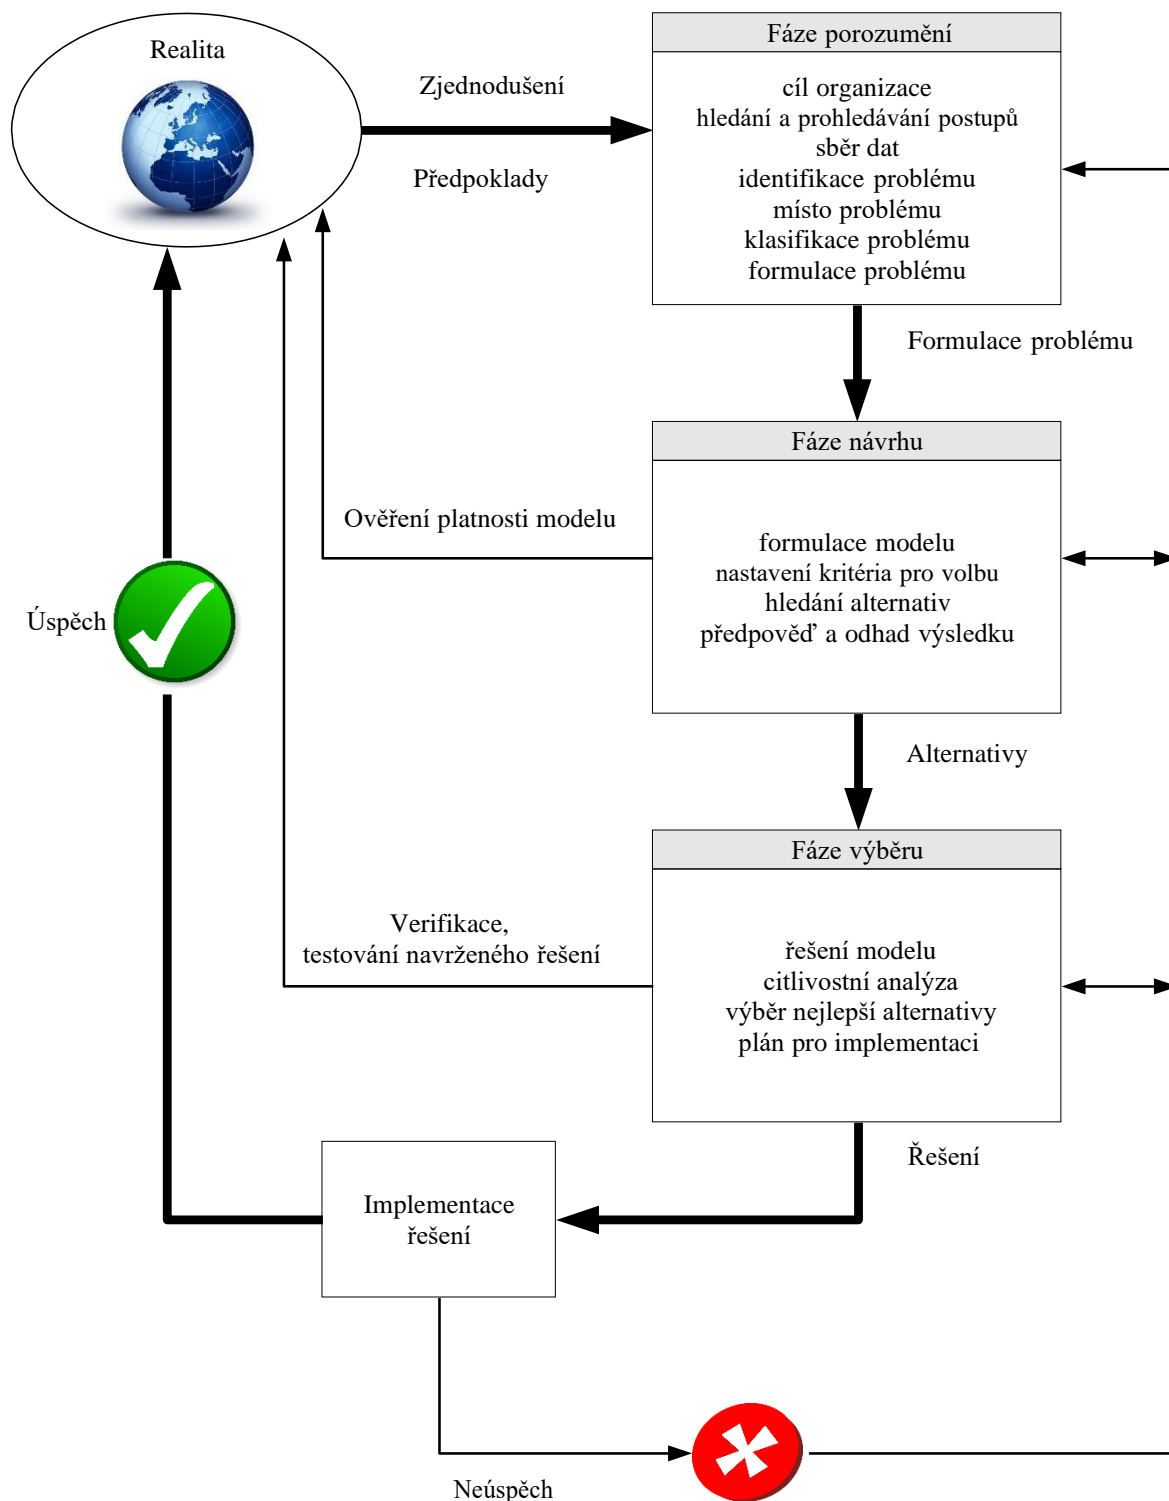 Realita
Zjednodušení
Předpoklady
Fáze porozumění
cíl organizace
hledání a prohledávání postupů
sběr dat
identifikace problému
místo problému
klasifikace problému
formulace problému
Formulace problému
Fáze návrhu
formulace modelu
nastavení kritéria pro volbu
hledání alternativ
předpověď a odhad výsledku
Ověření platnosti modelu
Úspěch
Alternativy
Fáze výběru
řešení modelu
citlivostní analýza
výběr nejlepší alternativy
plán pro implementaci
Verifikace,
testování navrženého řešení
Řešení
Implementace
řešení
Neúspěch